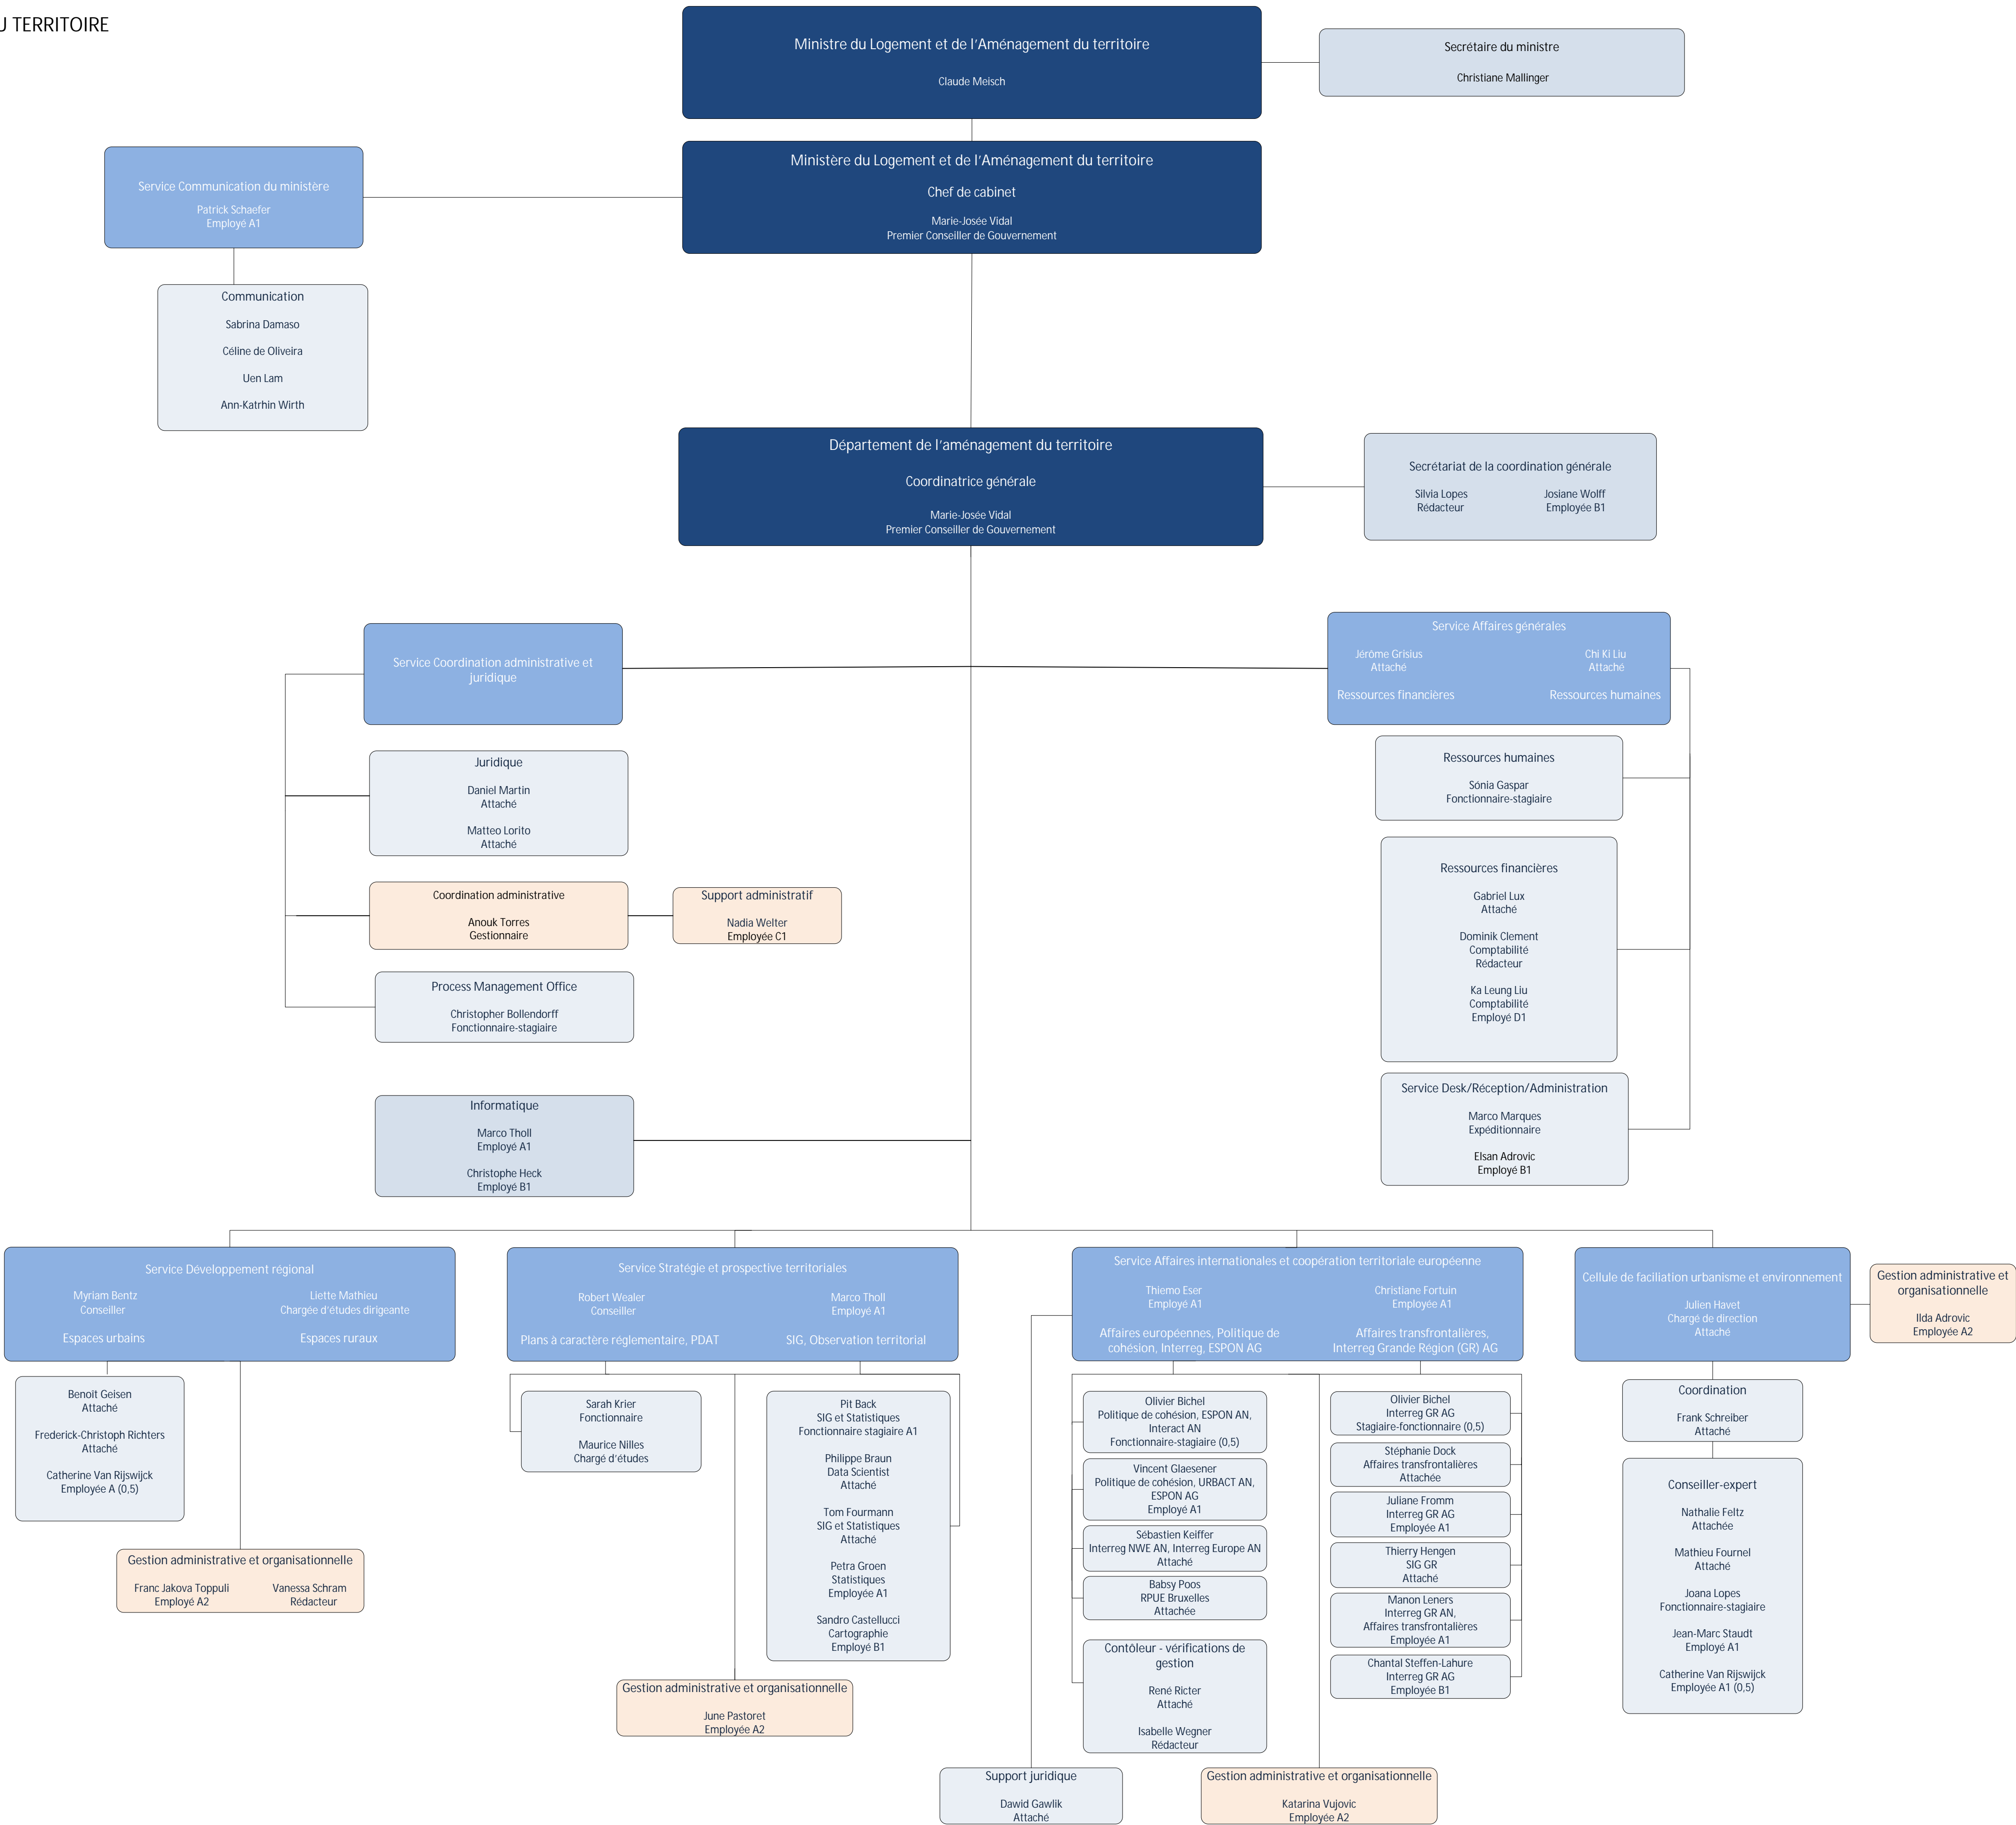 U TERRITOIRE
Ministre du Logement et de l'Aménagement du territoire
Claude Meisch
Secrétaire du ministre
Christiane Mallinger
Ministère du Logement et de l'Aménagement du territoire
Chef de cabinet
Marie-Josée Vidal
Premier Conseiller de Gouvernement
Service Communication du ministère
Patrick Schaefer
Employé A1
Communication
Sabrina Damaso
Céline de Oliveira
Uen Lam
Ann-Katrhin Wirth
Département de l'aménagement du territoire
Coordinatrice générale
Marie-Josée Vidal
Premier Conseiller de Gouvernement
Secrétariat de la coordination générale
Silvia Lopes
Rédacteur
Josiane Wolff
Employée B1
Service Coordination administrative et
juridique
Service Affaires générales
Jérôme Grisius
Attaché
Ressources financières
Chi Ki Liu
Attaché
Ressources humaines
Juridique
Daniel Martin
Attaché
Matteo Lorito
Attaché
Coordination administrative
Anouk Torres
Gestionnaire
Support administratif
Nadia Welter
Employée C1
Process Management Office
Christopher Bollendorff
Fonctionnaire-stagiaire
Informatique
Marco Tholl
Employé A1
Christophe Heck
Employé B1
Ressources humaines
Sónia Gaspar
Fonctionnaire-stagiaire
Ressources financières
Gabriel Lux
Attaché
Dominik Clement
Comptabilité
Rédacteur
Ka Leung Liu
Comptabilité
Employé D1
Service Desk/Réception/Administration
Marco Marques
Expéditionnaire
Elsan Adrovic
Employé B1
Service Développement régional
Myriam Bentz
Conseiller
Espaces urbains
Liette Mathieu
Chargée d'études dirigeante
Espaces ruraux
Benoît Geisen
Attaché
Frederick-Christoph Richters
Attaché
Catherine Van Rijswijck
Employée A (0,5)
Gestion administrative et organisationnelle
Franc Jakova Toppuli
Employé A2
Vanessa Schram
Rédacteur
Service Stratégie et prospective territoriales
Robert Wealer
Conseiller
Plans à caractère réglementaire, PDAT
Marco Tholl
Employé A1
SIG, Observation territorial
Sarah Krier
Fonctionnaire
Maurice Nilles
Chargé d'études
Pit Back
SIG et Statistiques
Fonctionnaire stagiaire A1
Philippe Braun
Data Scientist
Attaché
Tom Fourmann
SIG et Statistiques
Attaché
Petra Groen
Statistiques
Employée A1
Sandro Castellucci
Cartographie
Employé B1
Gestion administrative et organisationnelle
June Pastoret
Employée A2
Service Affaires internationales et coopération territoriale européenne
Thiemo Eser
Employé A1
Affaires européennes, Politique de
cohésion, Interreg, ESPON AG
Christiane Fortuin
Employée A1
Affaires transfrontalières,
Interreg Grande Région (GR) AG
Olivier Bichel
Politique de cohésion, ESPON AN,
Interact AN
Fonctionnaire-stagiaire (0,5)
Vincent Glaesener
Politique de cohésion, URBACT AN,
ESPON AG
Employé A1
Sébastien Keiffer
Interreg NWE AN, Interreg Europe AN
Attaché
Babsy Poos
RPUE Bruxelles
Attachée
Contôleur - vérifications de
gestion
René Ricter
Attaché
Isabelle Wegner
Rédacteur
Olivier Bichel
Interreg GR AG
Stagiaire-fonctionnaire (0,5)
Stéphanie Dock
Affaires transfrontalières
Attachée
Juliane Fromm
Interreg GR AG
Employée A1
Thierry Hengen
SIG GR
Attaché
Manon Leners
Interreg GR AN,
Affaires transfrontalières
Employée A1
Chantal Steffen-Lahure
Interreg GR AG
Employée B1
Support juridique
Dawid Gawlik
Attaché
Gestion administrative et organisationnelle
Katarina Vujovic
Employée A2
Cellule de faciliation urbanisme et environnement
Julien Havet
Chargé de direction
Attaché
Gestion administrative et
organisationnelle
Ilda Adrovic
Employée A2
Coordination
Frank Schreiber
Attaché
Conseiller-expert
Nathalie Feltz
Attachée
Mathieu Fournel
Attaché
Joana Lopes
Fonctionnaire-stagiaire
Jean-Marc Staudt
Employé A1
Catherine Van Rijswijck
Employée A1 (0,5)